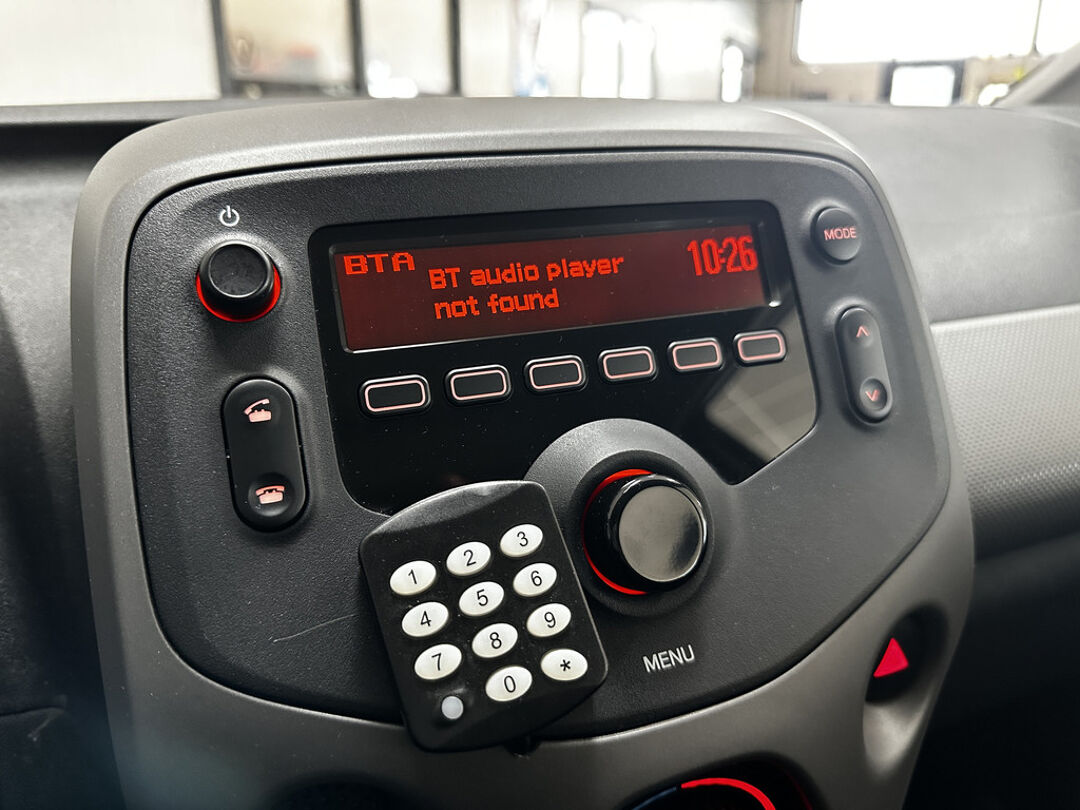 BTA
BT audio player
not found
10:26
MODE
1 2 3
4 5 6
7 8 9
0 *
MENU